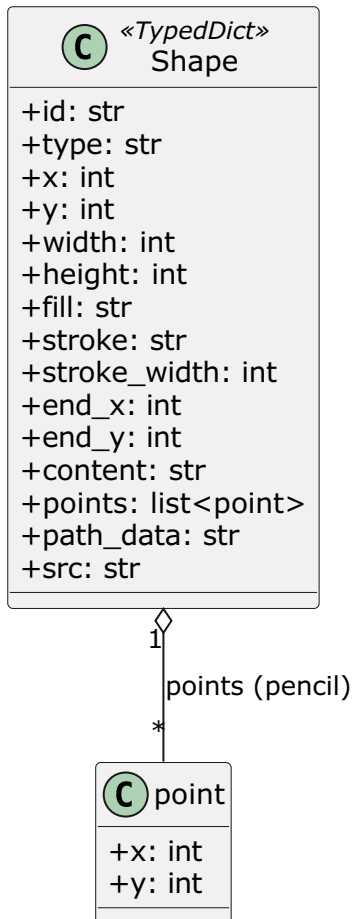 C «TypedDict»
Shape
+id: str
+type: str
+x: int
+y: int
+width: int
+height: int
+fill: str
+stroke: str
+stroke_width: int
+end_x: int
+end_y: int
+content: str
+points: list<point>
+path_data: str
+src: str
1
points (pencil)
*
C point
+x: int
+y: int